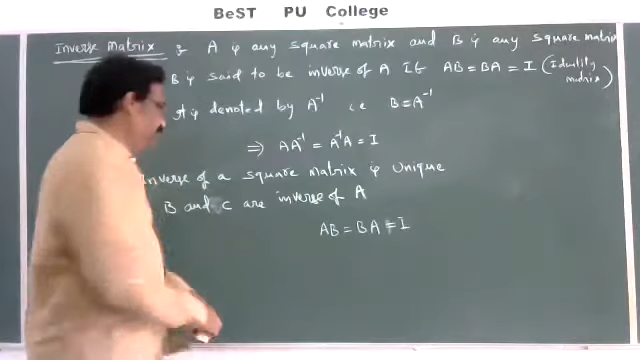 BeST PU College
Inverse Matrix : A is any square matrix and B is any square matrix
B is said to be inverse of A If AB = BA = I (Identity matrix)
A is denoted by A⁻¹ i.e B = A⁻¹
⇒ AA⁻¹ = A⁻¹A = I
Inverse of a square matrix is unique
B and C are inverse of A
AB = BA = I